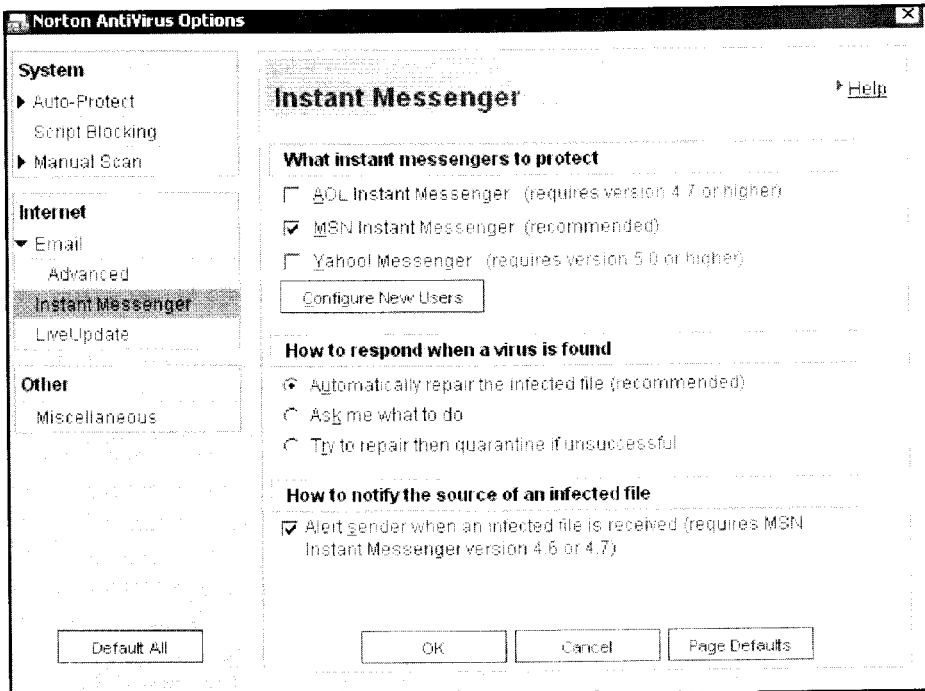 Norton AntiVirus Options
System
Auto-Protect
Script Blocking
Manual Scan
Internet
Email
Advanced
Instant Messenger
LiveUpdate
Other
Miscellaneous
Default All
Instant Messenger
Help
What instant messengers to protect
AOL Instant Messenger (requires version 4.7 or higher)
MSN Instant Messenger (recommended)
Yahoo! Messenger (requires version 5.0 or higher)
Configure New Users
How to respond when a virus is found
Automatically repair the infected file (recommended)
Ask me what to do
Try to repair then quarantine if unsuccessful
How to notify the source of an infected file
Alert sender when an infected file is received (requires MSN
Instant Messenger version 4.6 or 4.7)
OK
Cancel
Page Defaults